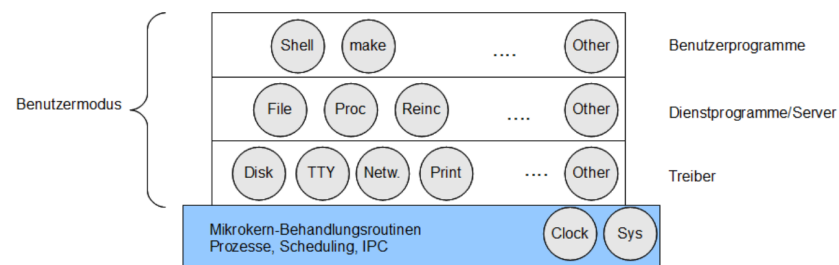 Shell make .... Other Benutzerprogramme
Benutzermodus
File Proc Reinc .... Other Dienstprogramme/Server
Disk TTY Netw. Print .... Other Treiber
Mikrokern-Behandlungsroutinen
Prozesse, Scheduling, IPC
Clock Sys